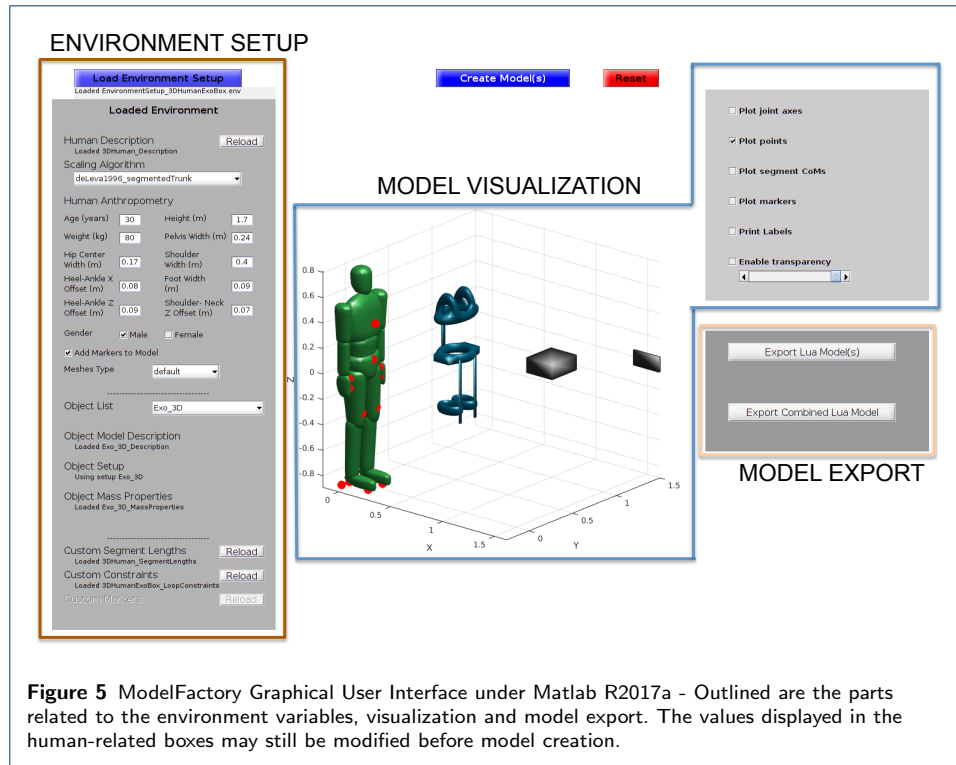 ENVIRONMENT SETUP
Load Environment Setup
Loaded EnvironmentSetup_3DHumanExoBox.env
Loaded Environment
Human Description Reload
Loaded 3DHuman_Description
Scaling Algorithm
deLeva1996_segmentedTrunk
Human Anthropometry
Age (years) 30 Height (m) 1.7
Weight (kg) 80 Pelvis Width (m) 0.24
Hip Center Width (m) 0.17 Shoulder Width (m) 0.4
Heel-Ankle X Offset (m) 0.08 Foot Width (m) 0.09
Heel-Ankle Z Offset (m) 0.09 Shoulder- Neck Z Offset (m) 0.07
Gender Male Female
Add Markers to Model
Meshes Type default
Object List Exo_3D
Object Model Description
Loaded Exo_3D_Description
Object Setup
Using setup Exo_3D
Object Mass Properties
Loaded Exo_3D_MassProperties
Custom Segment Lengths Reload
Loaded 3DHuman_SegmentLengths
Custom Constraints Reload
Loaded 3DHumanExoBox_LoopConstraints
Custom Markers Reload
Create Model(s) Reset
MODEL VISUALIZATION
0.8
0.6
0.4
0.2
0
-0.2
-0.4
-0.6
-0.8
Z
0
0.5
1
1.5
X
0
0.5
1
1.5
Y
Plot joint axes
Plot points
Plot segment CoMs
Plot markers
Print Labels
Enable transparency
Export Lua Model(s)
Export Combined Lua Model
MODEL EXPORT
Figure 5 ModelFactory Graphical User Interface under Matlab R2017a - Outlined are the parts
related to the environment variables, visualization and model export. The values displayed in the
human-related boxes may still be modified before model creation.